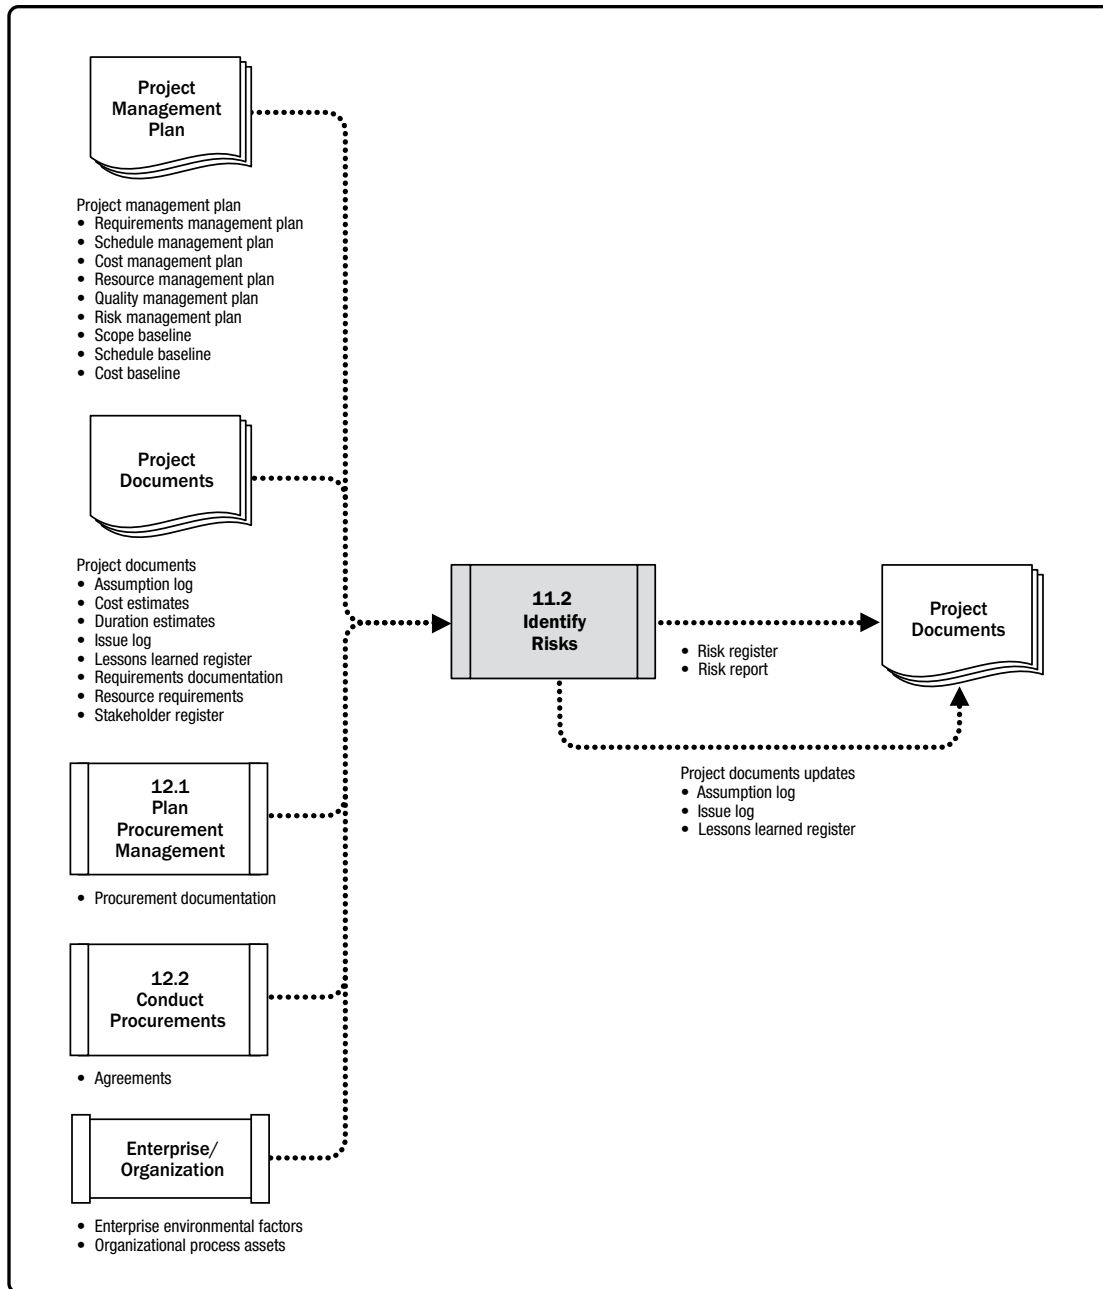 Project
Management
Plan
Project management plan
• Requirements management plan
• Schedule management plan
• Cost management plan
• Resource management plan
• Quality management plan
• Risk management plan
• Scope baseline
• Schedule baseline
• Cost baseline
Project
Documents
Project documents
• Assumption log
• Cost estimates
• Duration estimates
• Issue log
• Lessons learned register
• Requirements documentation
• Resource requirements
• Stakeholder register
12.1
Plan
Procurement
Management
• Procurement documentation
12.2
Conduct
Procurements
• Agreements
Enterprise/
Organization
• Enterprise environmental factors
• Organizational process assets
11.2
Identify
Risks
• Risk register
• Risk report
Project
Documents
Project documents updates
• Assumption log
• Issue log
• Lessons learned register